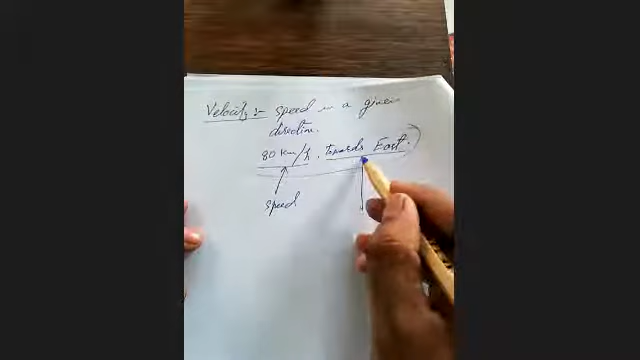 Velocity :- speed in a given
direction.
80 Km/h, towards East.
speed